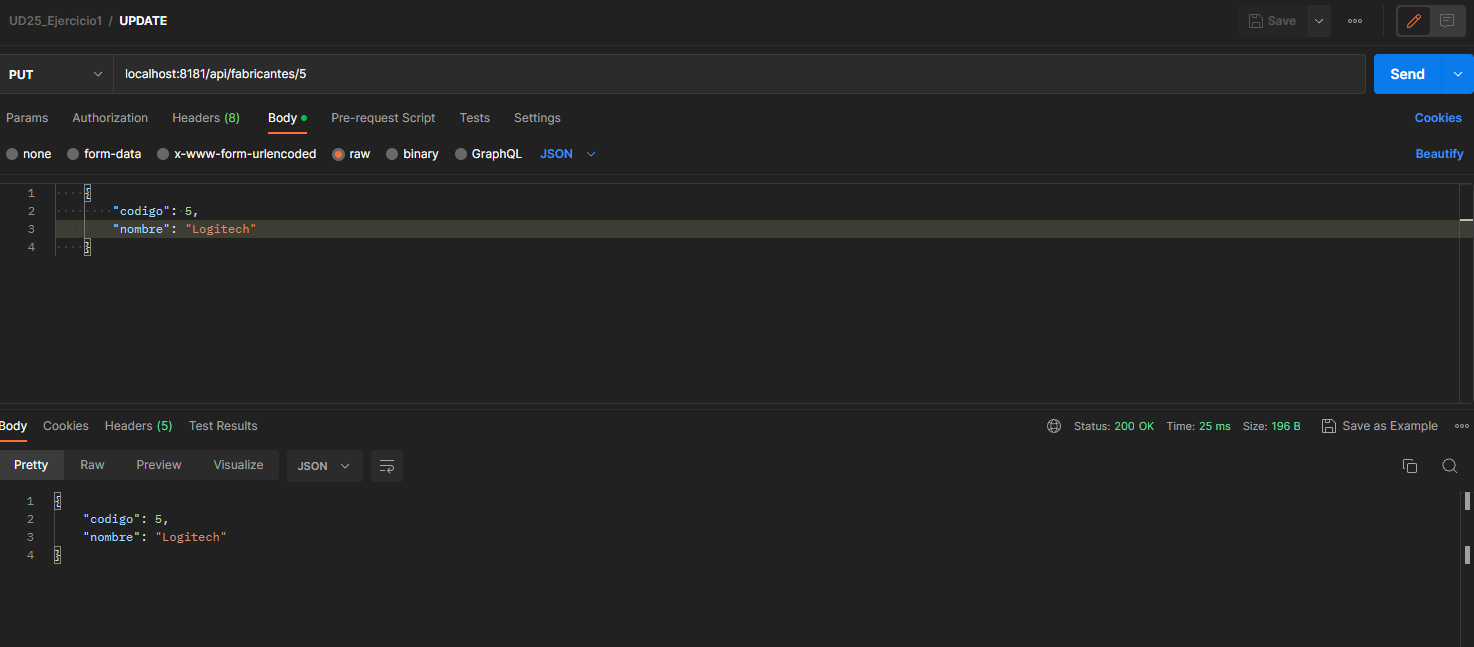 UD25_Ejercicio1 / UPDATE Save
PUT localhost:8181/api/fabricantes/5 Send
Params Authorization Headers (8) Body Pre-request Script Tests Settings Cookies
none form-data x-www-form-urlencoded raw binary GraphQL JSON Beautify
1 {
2 "codigo": 5,
3 "nombre": "Logitech"
4 }
Body Cookies Headers (5) Test Results Status: 200 OK Time: 25 ms Size: 196 B Save as Example
Pretty Raw Preview Visualize JSON
1 {
2 "codigo": 5,
3 "nombre": "Logitech"
4 }